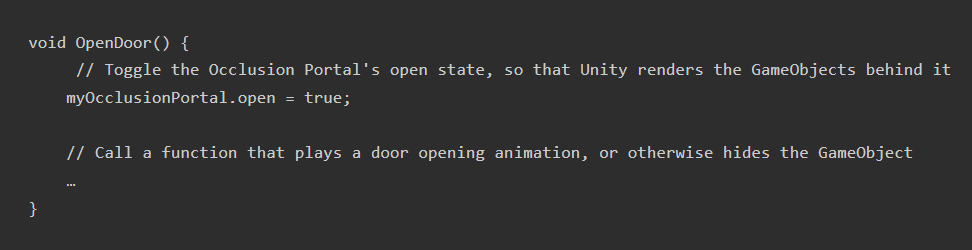 void OpenDoor() {
// Toggle the Occlusion Portal's open state, so that Unity renders the GameObjects behind it
myOcclusionPortal.open = true;
// Call a function that plays a door opening animation, or otherwise hides the GameObject
…
}